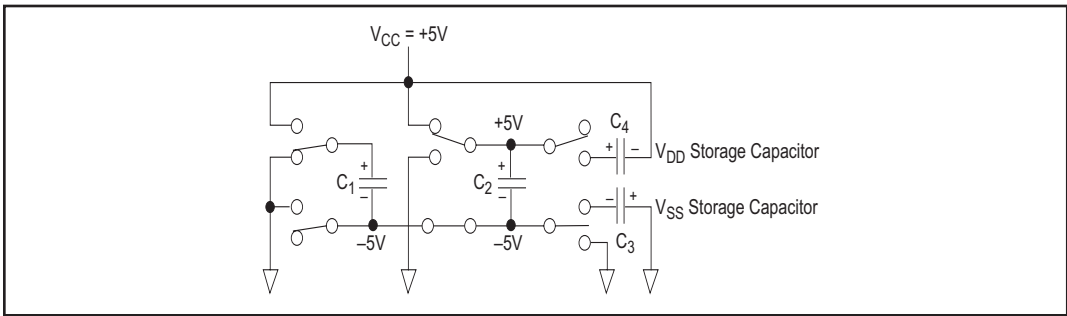 VCC = +5V
+5V
C4
+ –
VDD Storage Capacitor
+
C1
–
+
C2
–
– +
VSS Storage Capacitor
–5V
–5V
C3